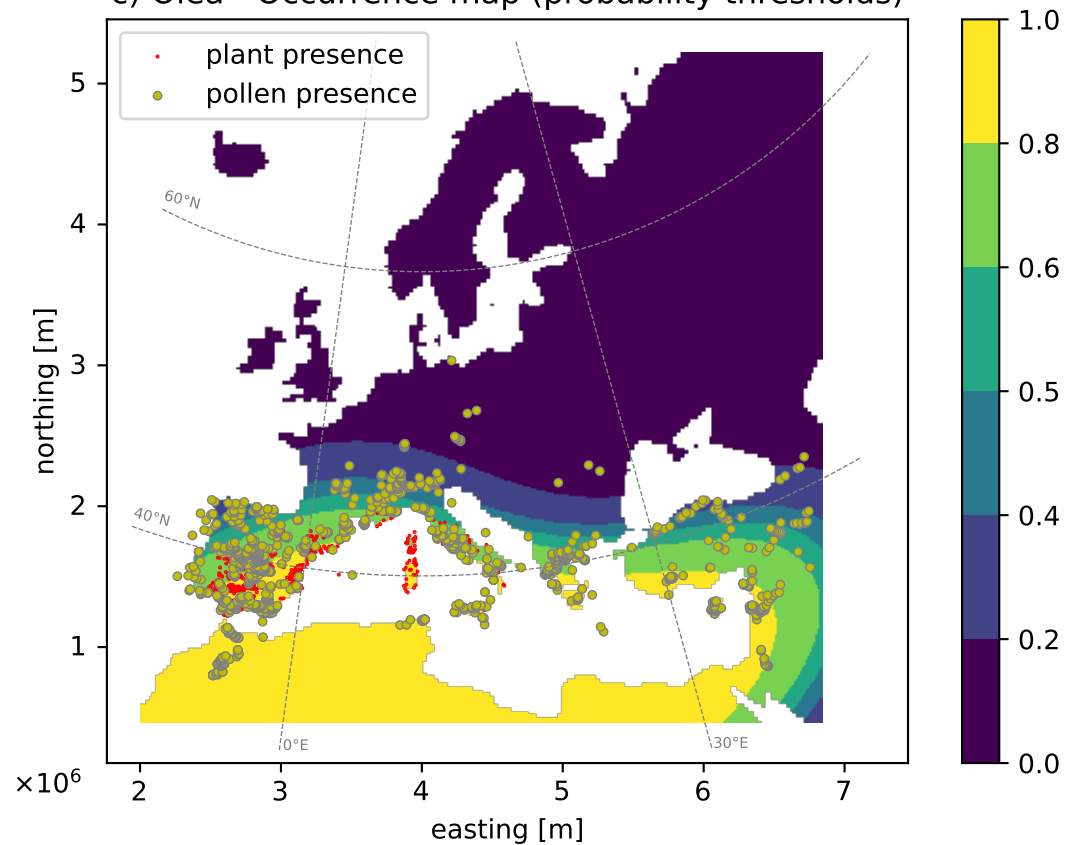 c) Olea - Occurrence map (probability thresholds)
plant presence
pollen presence
60°N
40°N
0°E
30°E
5
4
3
2
1
northing [m]
×10⁶
2 3 4 5 6 7
easting [m]
1.0
0.8
0.6
0.5
0.4
0.2
0.0